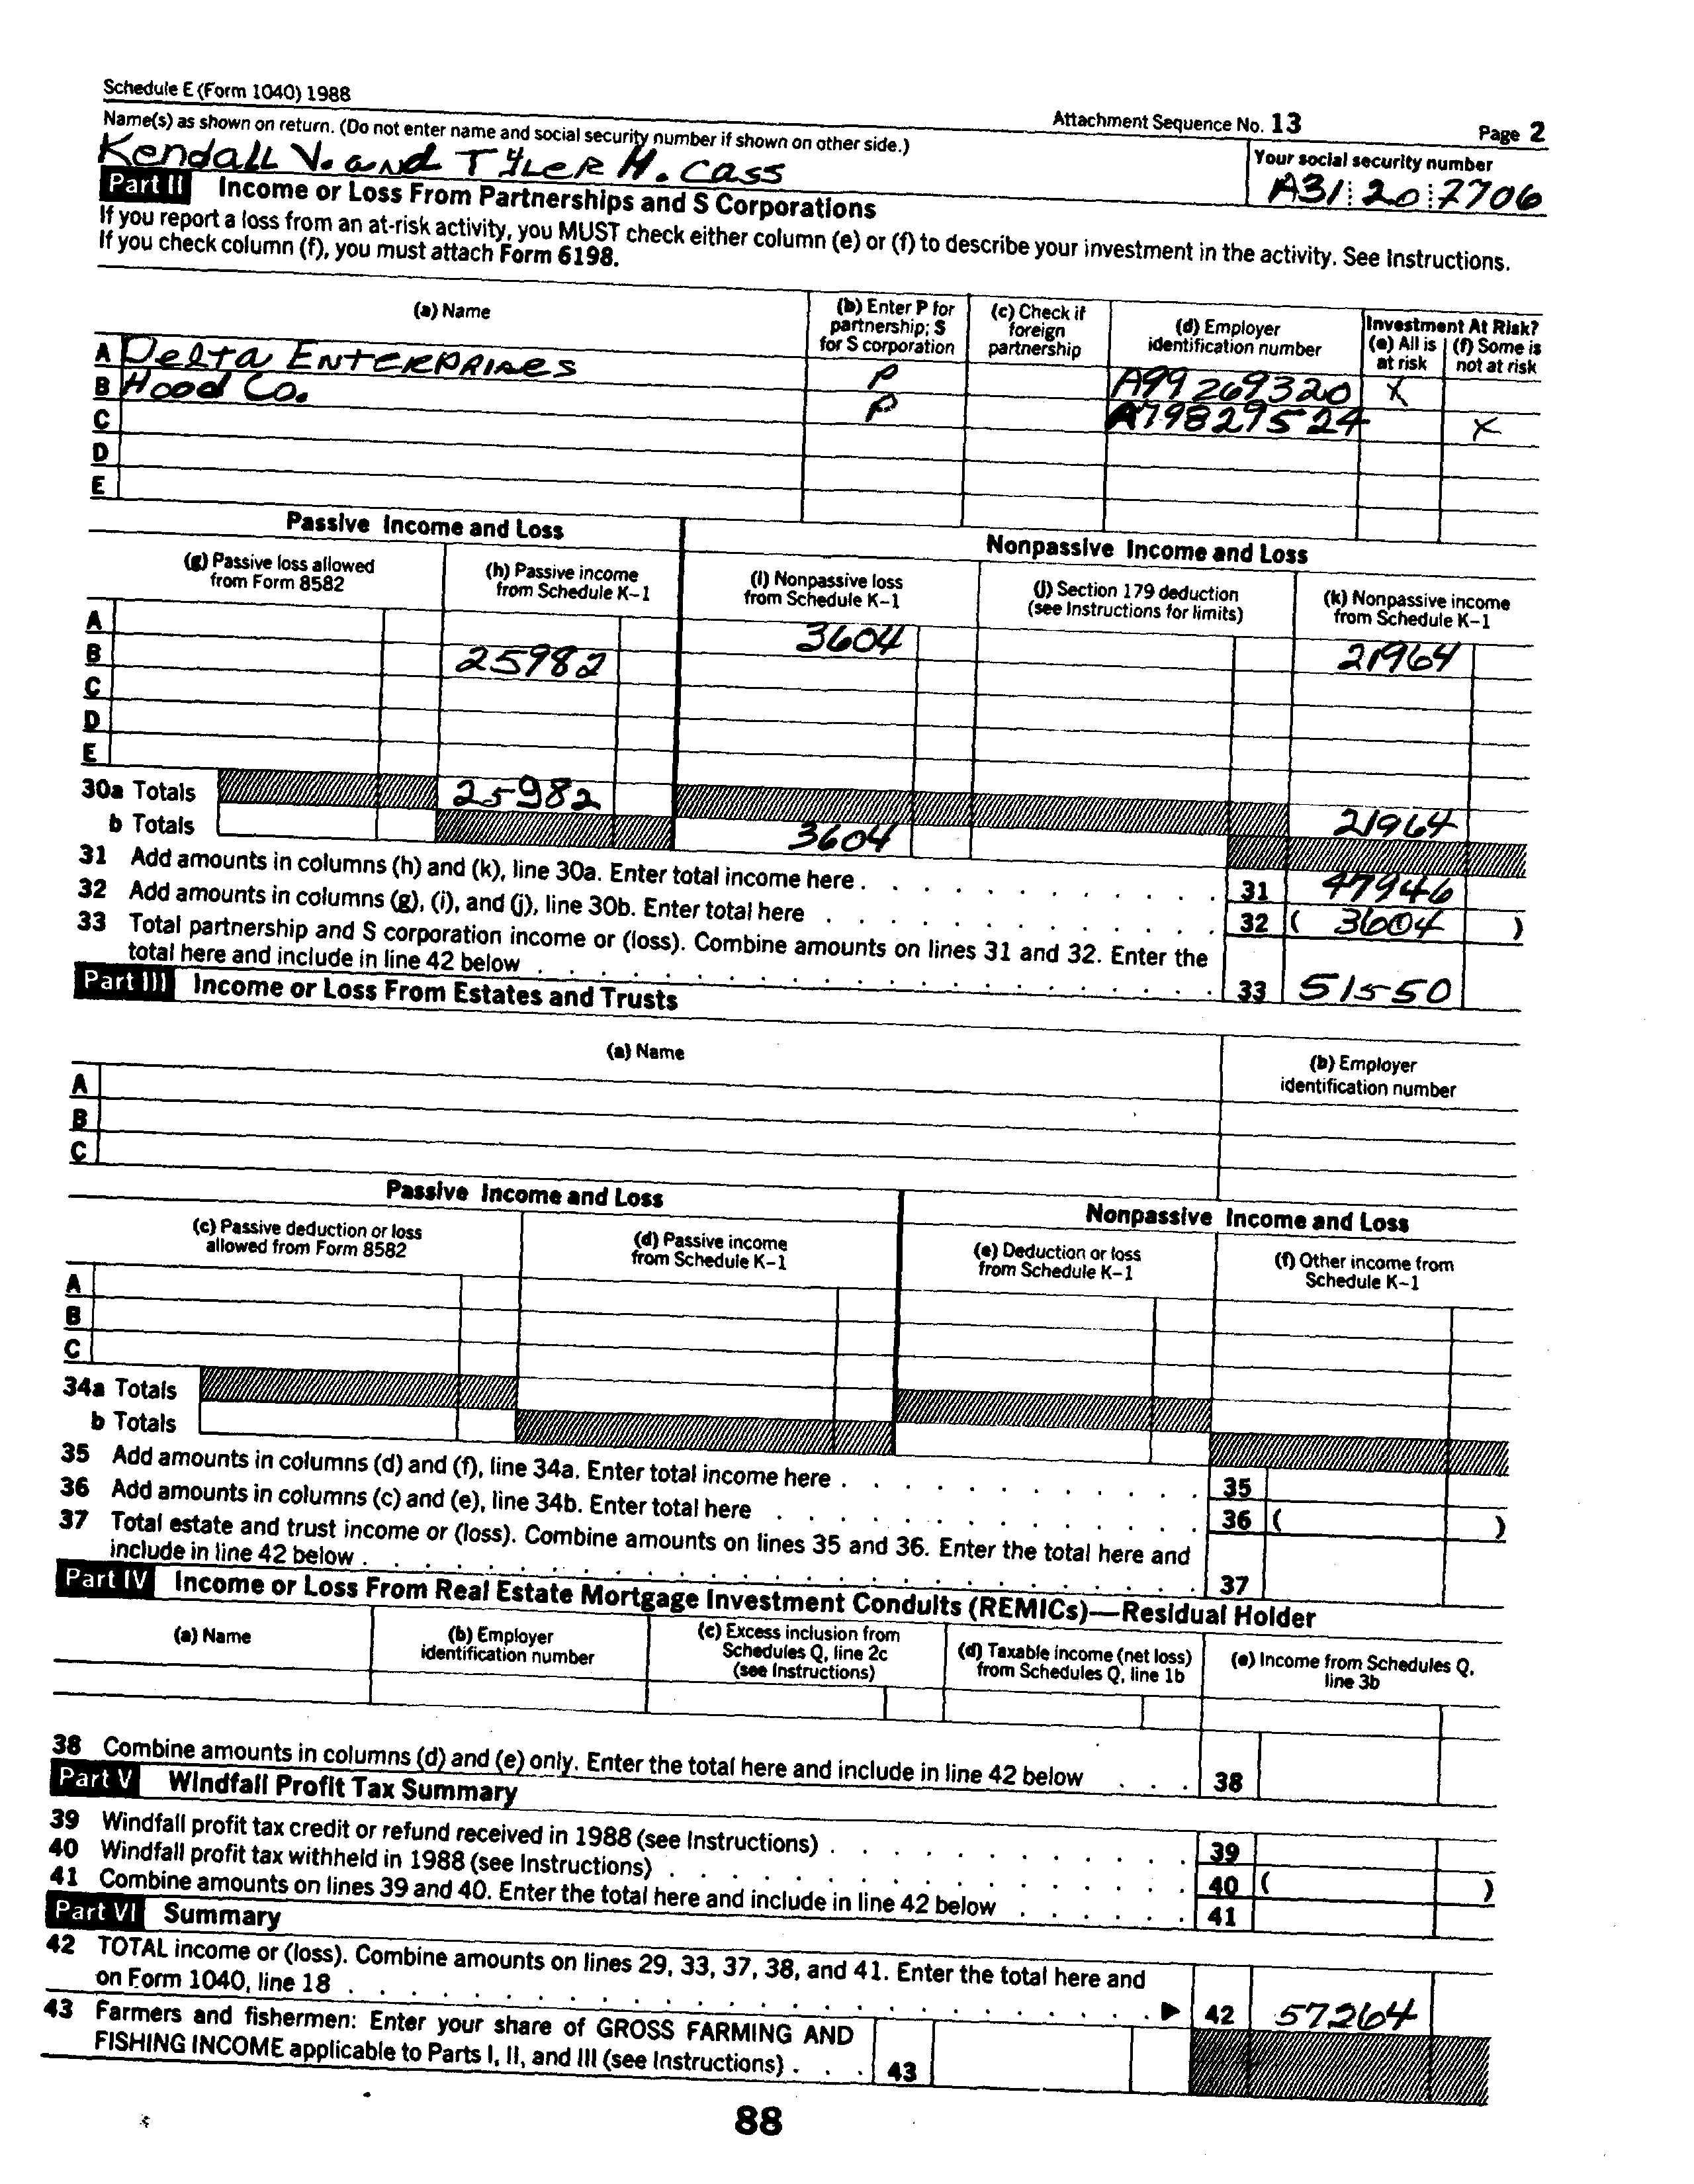 Schedule E (Form 1040) 1988
Attachment Sequence No. 13
Page 2
Name(s) as shown on return. (Do not enter name and social security number if shown on other side.)
Your social security number
Kendall V. and Tyler H. Cass
A31 20 7706
Part II Income or Loss From Partnerships and S Corporations
If you report a loss from an at-risk activity, you MUST check either column (e) or (f) to describe your investment in the activity. See Instructions.
If you check column (f), you must attach Form 6198.
(a) Name
(b) Enter P for partnership; S for S corporation
(c) Check if foreign partnership
(d) Employer identification number
Investment At Risk?
(e) All is at risk
(f) Some is not at risk
A Delta Enterprises P A99269320 X
B Hood Co. P A79829524 X
C
D
E
Passive Income and Loss
Nonpassive Income and Loss
(g) Passive loss allowed from Form 8582
(h) Passive income from Schedule K-1
(i) Nonpassive loss from Schedule K-1
(j) Section 179 deduction (see Instructions for limits)
(k) Nonpassive income from Schedule K-1
A 3604 21964
B 25982
C
D
E
30a Totals 25982 21964
b Totals 3604
31 Add amounts in columns (h) and (k), line 30a. Enter total income here . 31 47946
32 Add amounts in columns (g), (i), and (j), line 30b. Enter total here 32 ( 3604 )
33 Total partnership and S corporation income or (loss). Combine amounts on lines 31 and 32. Enter the
total here and include in line 42 below 33 51550
Part III Income or Loss From Estates and Trusts
(a) Name
(b) Employer identification number
A
B
C
Passive Income and Loss
Nonpassive Income and Loss
(c) Passive deduction or loss allowed from Form 8582
(d) Passive income from Schedule K-1
(e) Deduction or loss from Schedule K-1
(f) Other income from Schedule K-1
A
B
C
34a Totals
b Totals
35 Add amounts in columns (d) and (f), line 34a. Enter total income here . 35
36 Add amounts in columns (c) and (e), line 34b. Enter total here 36 ( )
37 Total estate and trust income or (loss). Combine amounts on lines 35 and 36. Enter the total here and
include in line 42 below . 37
Part IV Income or Loss From Real Estate Mortgage Investment Conduits (REMICs)—Residual Holder
(a) Name
(b) Employer identification number
(c) Excess inclusion from Schedules Q, line 2c (see Instructions)
(d) Taxable income (net loss) from Schedules Q, line 1b
(e) Income from Schedules Q, line 3b
38 Combine amounts in columns (d) and (e) only. Enter the total here and include in line 42 below . . . 38
Part V Windfall Profit Tax Summary
39 Windfall profit tax credit or refund received in 1988 (see Instructions) . 39
40 Windfall profit tax withheld in 1988 (see Instructions) 40 ( )
41 Combine amounts on lines 39 and 40. Enter the total here and include in line 42 below 41
Part VI Summary
42 TOTAL income or (loss). Combine amounts on lines 29, 33, 37, 38, and 41. Enter the total here and
on Form 1040, line 18 ▶ 42 57264
43 Farmers and fishermen: Enter your share of GROSS FARMING AND
FISHING INCOME applicable to Parts I, II, and III (see Instructions) . . . 43
88